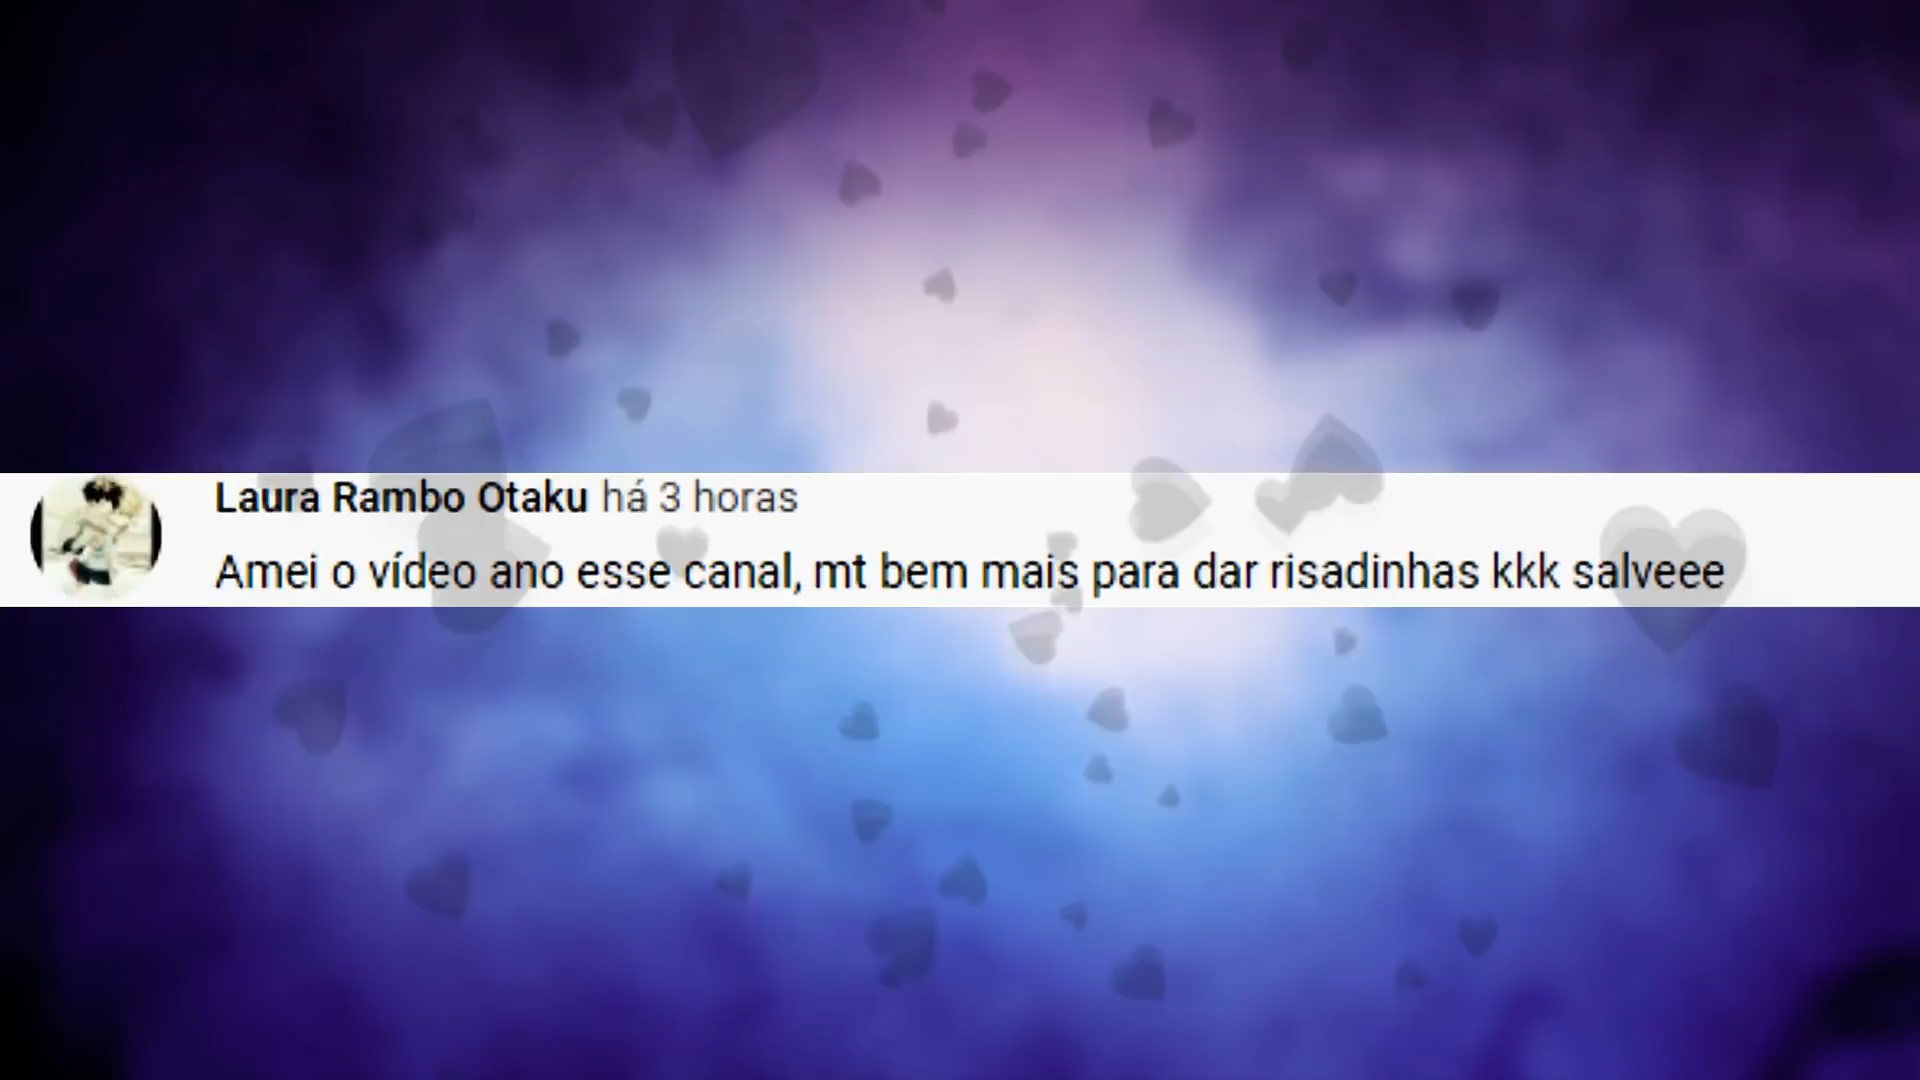 Laura Rambo Otaku há 3 horas
Amei o vídeo ano esse canal, mt bem mais para dar risadinhas kkk salveee